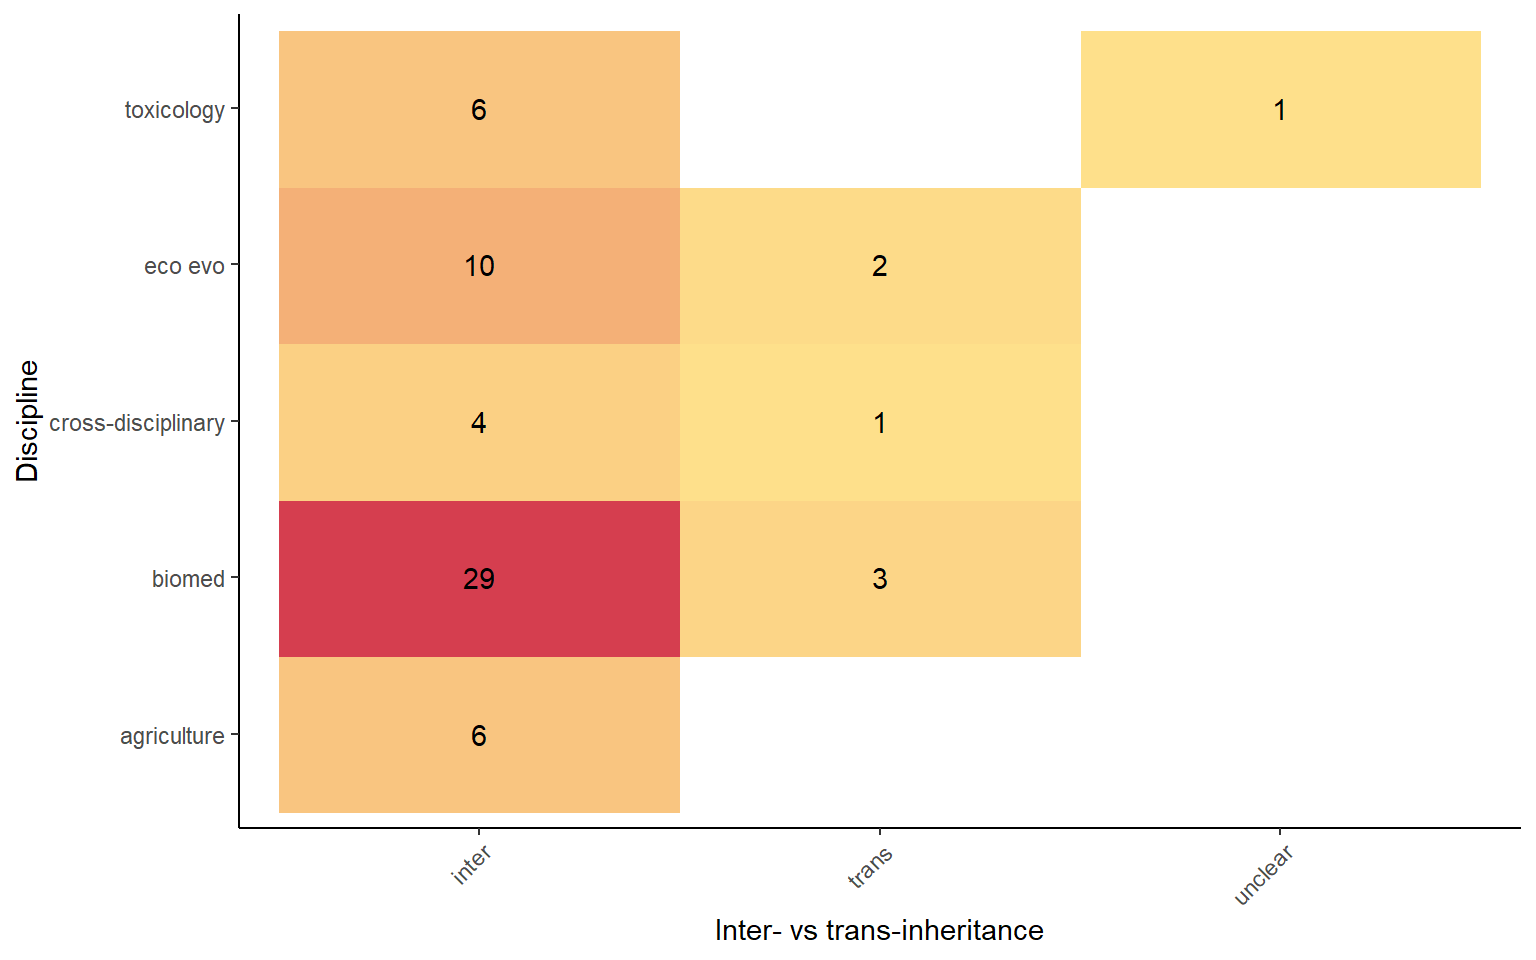 toxicology 6 1
eco evo 10 2
cross-disciplinary 4 1
biomed 29 3
agriculture 6
Discipline
inter trans unclear
Inter- vs trans-inheritance